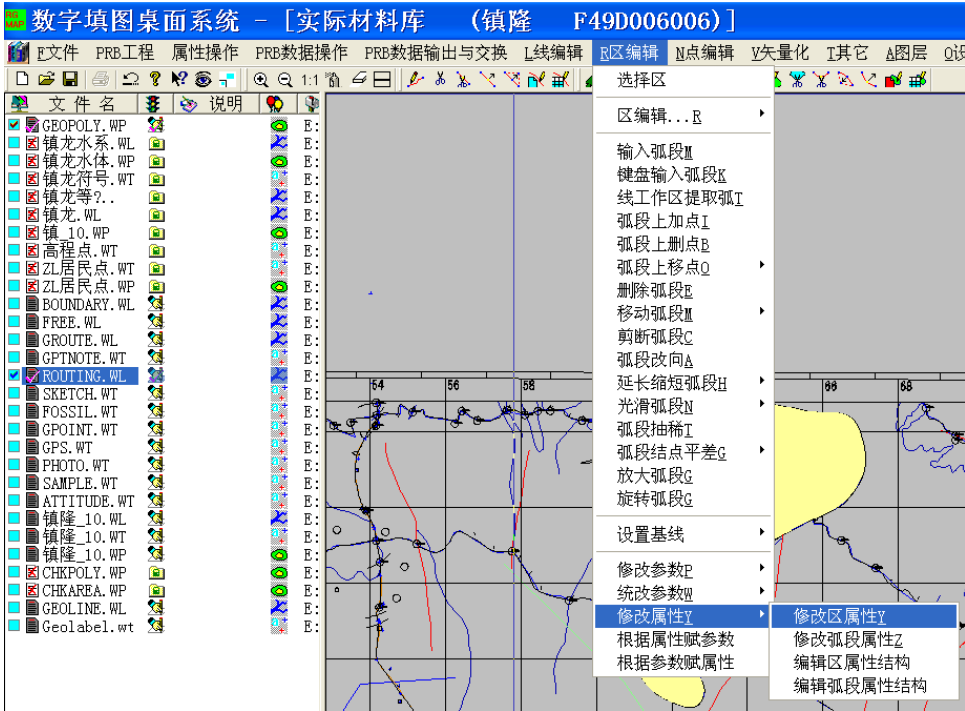 RG MAP 数字填图桌面系统 - [实际材料库 (镇隆 F49D006006)]
F文件 PRB工程 属性操作 PRB数据操作 PRB数据输出与交换 L线编辑 R区编辑 N点编辑 V矢量化 T其它 A图层 O设
1:1
文件名 说明
GEOPOLY.WP E:
镇龙水系.WL E:
镇龙水体.WP E:
镇龙符号.WT E:
镇龙等?.. E:
镇龙.WL E:
镇_10.WP E:
高程点.WT E:
ZL居民点.WT E:
ZL居民点.WP E:
BOUNDARY.WL E:
FREE.WL E:
GROUTE.WL E:
GPTNOTE.WT E:
ROUTING.WL E:
SKETCH.WT E:
FOSSIL.WT E:
GPOINT.WT E:
GPS.WT E:
PHOTO.WT E:
SAMPLE.WT E:
ATTITUDE.WT E:
镇隆_10.WL E:
镇隆_10.WT E:
镇隆_10.WP E:
CHKPOLY.WP E:
CHKAREA.WP E:
GEOLINE.WL E:
Geolabel.wt E:
选择区
区编辑...R
输入弧段M
键盘输入弧段K
线工作区提取弧T
弧段上加点I
弧段上删点B
弧段上移点O
删除弧段E
移动弧段M
剪断弧段C
弧段改向A
延长缩短弧段H
光滑弧段N
弧段抽稀T
弧段结点平差G
放大弧段G
旋转弧段G
设置基线
修改参数P
统改参数W
修改属性Y
根据属性赋参数
根据参数赋属性
修改区属性Y
修改弧段属性Z
编辑区属性结构
编辑弧段属性结构
54 56 58 66 68